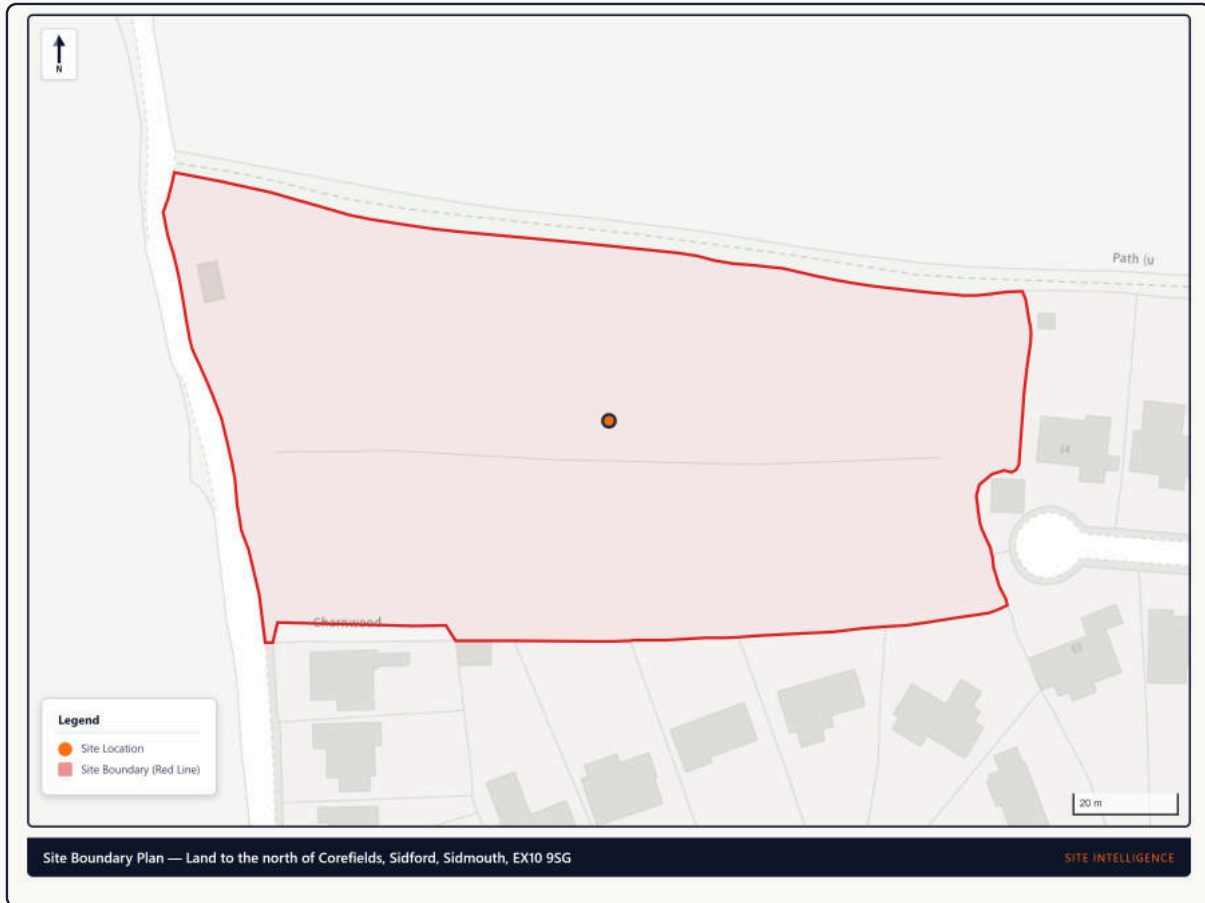 N
Path (u
14
Charnwood
63
Legend
Site Location
Site Boundary (Red Line)
20 m
Site Boundary Plan — Land to the north of Corefields, Sidford, Sidmouth, EX10 9SG
SITE INTELLIGENCE